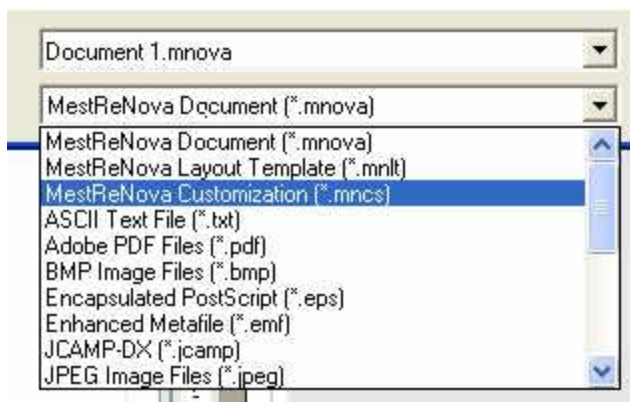 Document 1.mnova
MestReNova Document (*.mnova)
MestReNova Document (*.mnova)
MestReNova Layout Template (*.mnlt)
MestReNova Customization (*.mncs)
ASCII Text File (*.txt)
Adobe PDF Files (*.pdf)
BMP Image Files (*.bmp)
Encapsulated PostScript (*.eps)
Enhanced Metafile (*.emf)
JCAMP-DX (*.jcamp)
JPEG Image Files (*.jpeg)